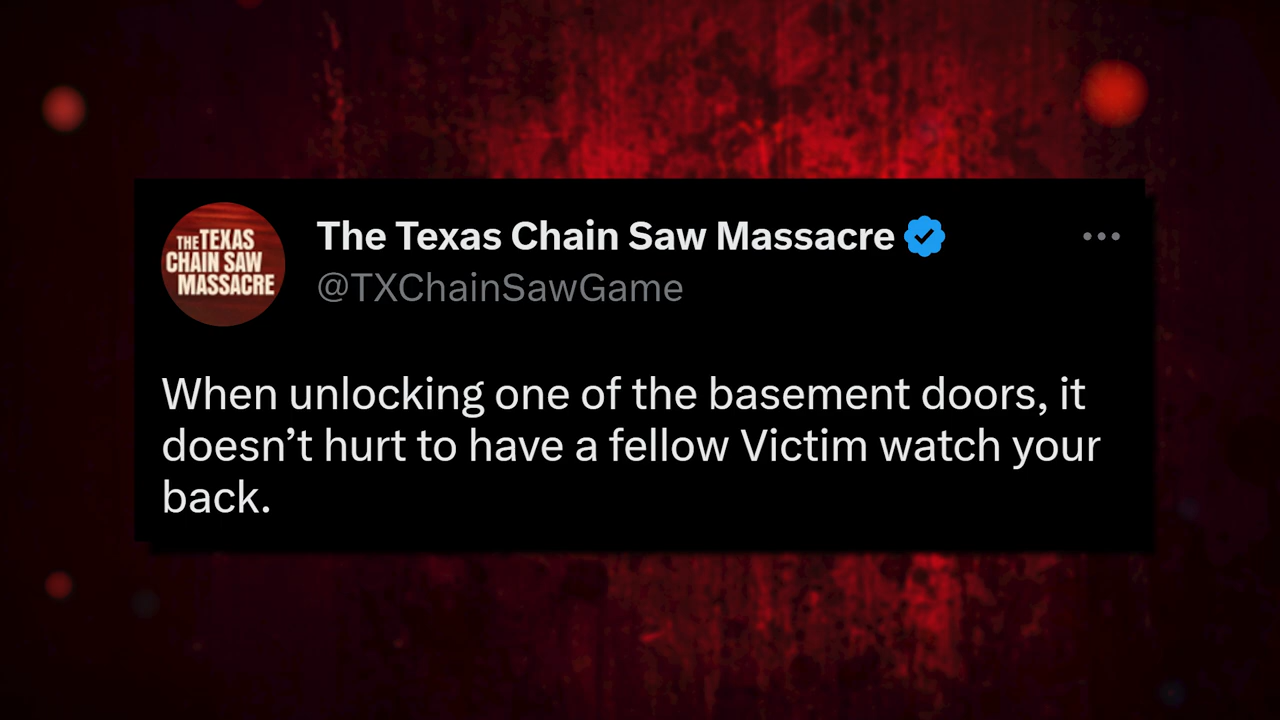 THE TEXAS
CHAIN SAW
MASSACRE
The Texas Chain Saw Massacre
@TXChainSawGame
When unlocking one of the basement doors, it
doesn’t hurt to have a fellow Victim watch your
back.